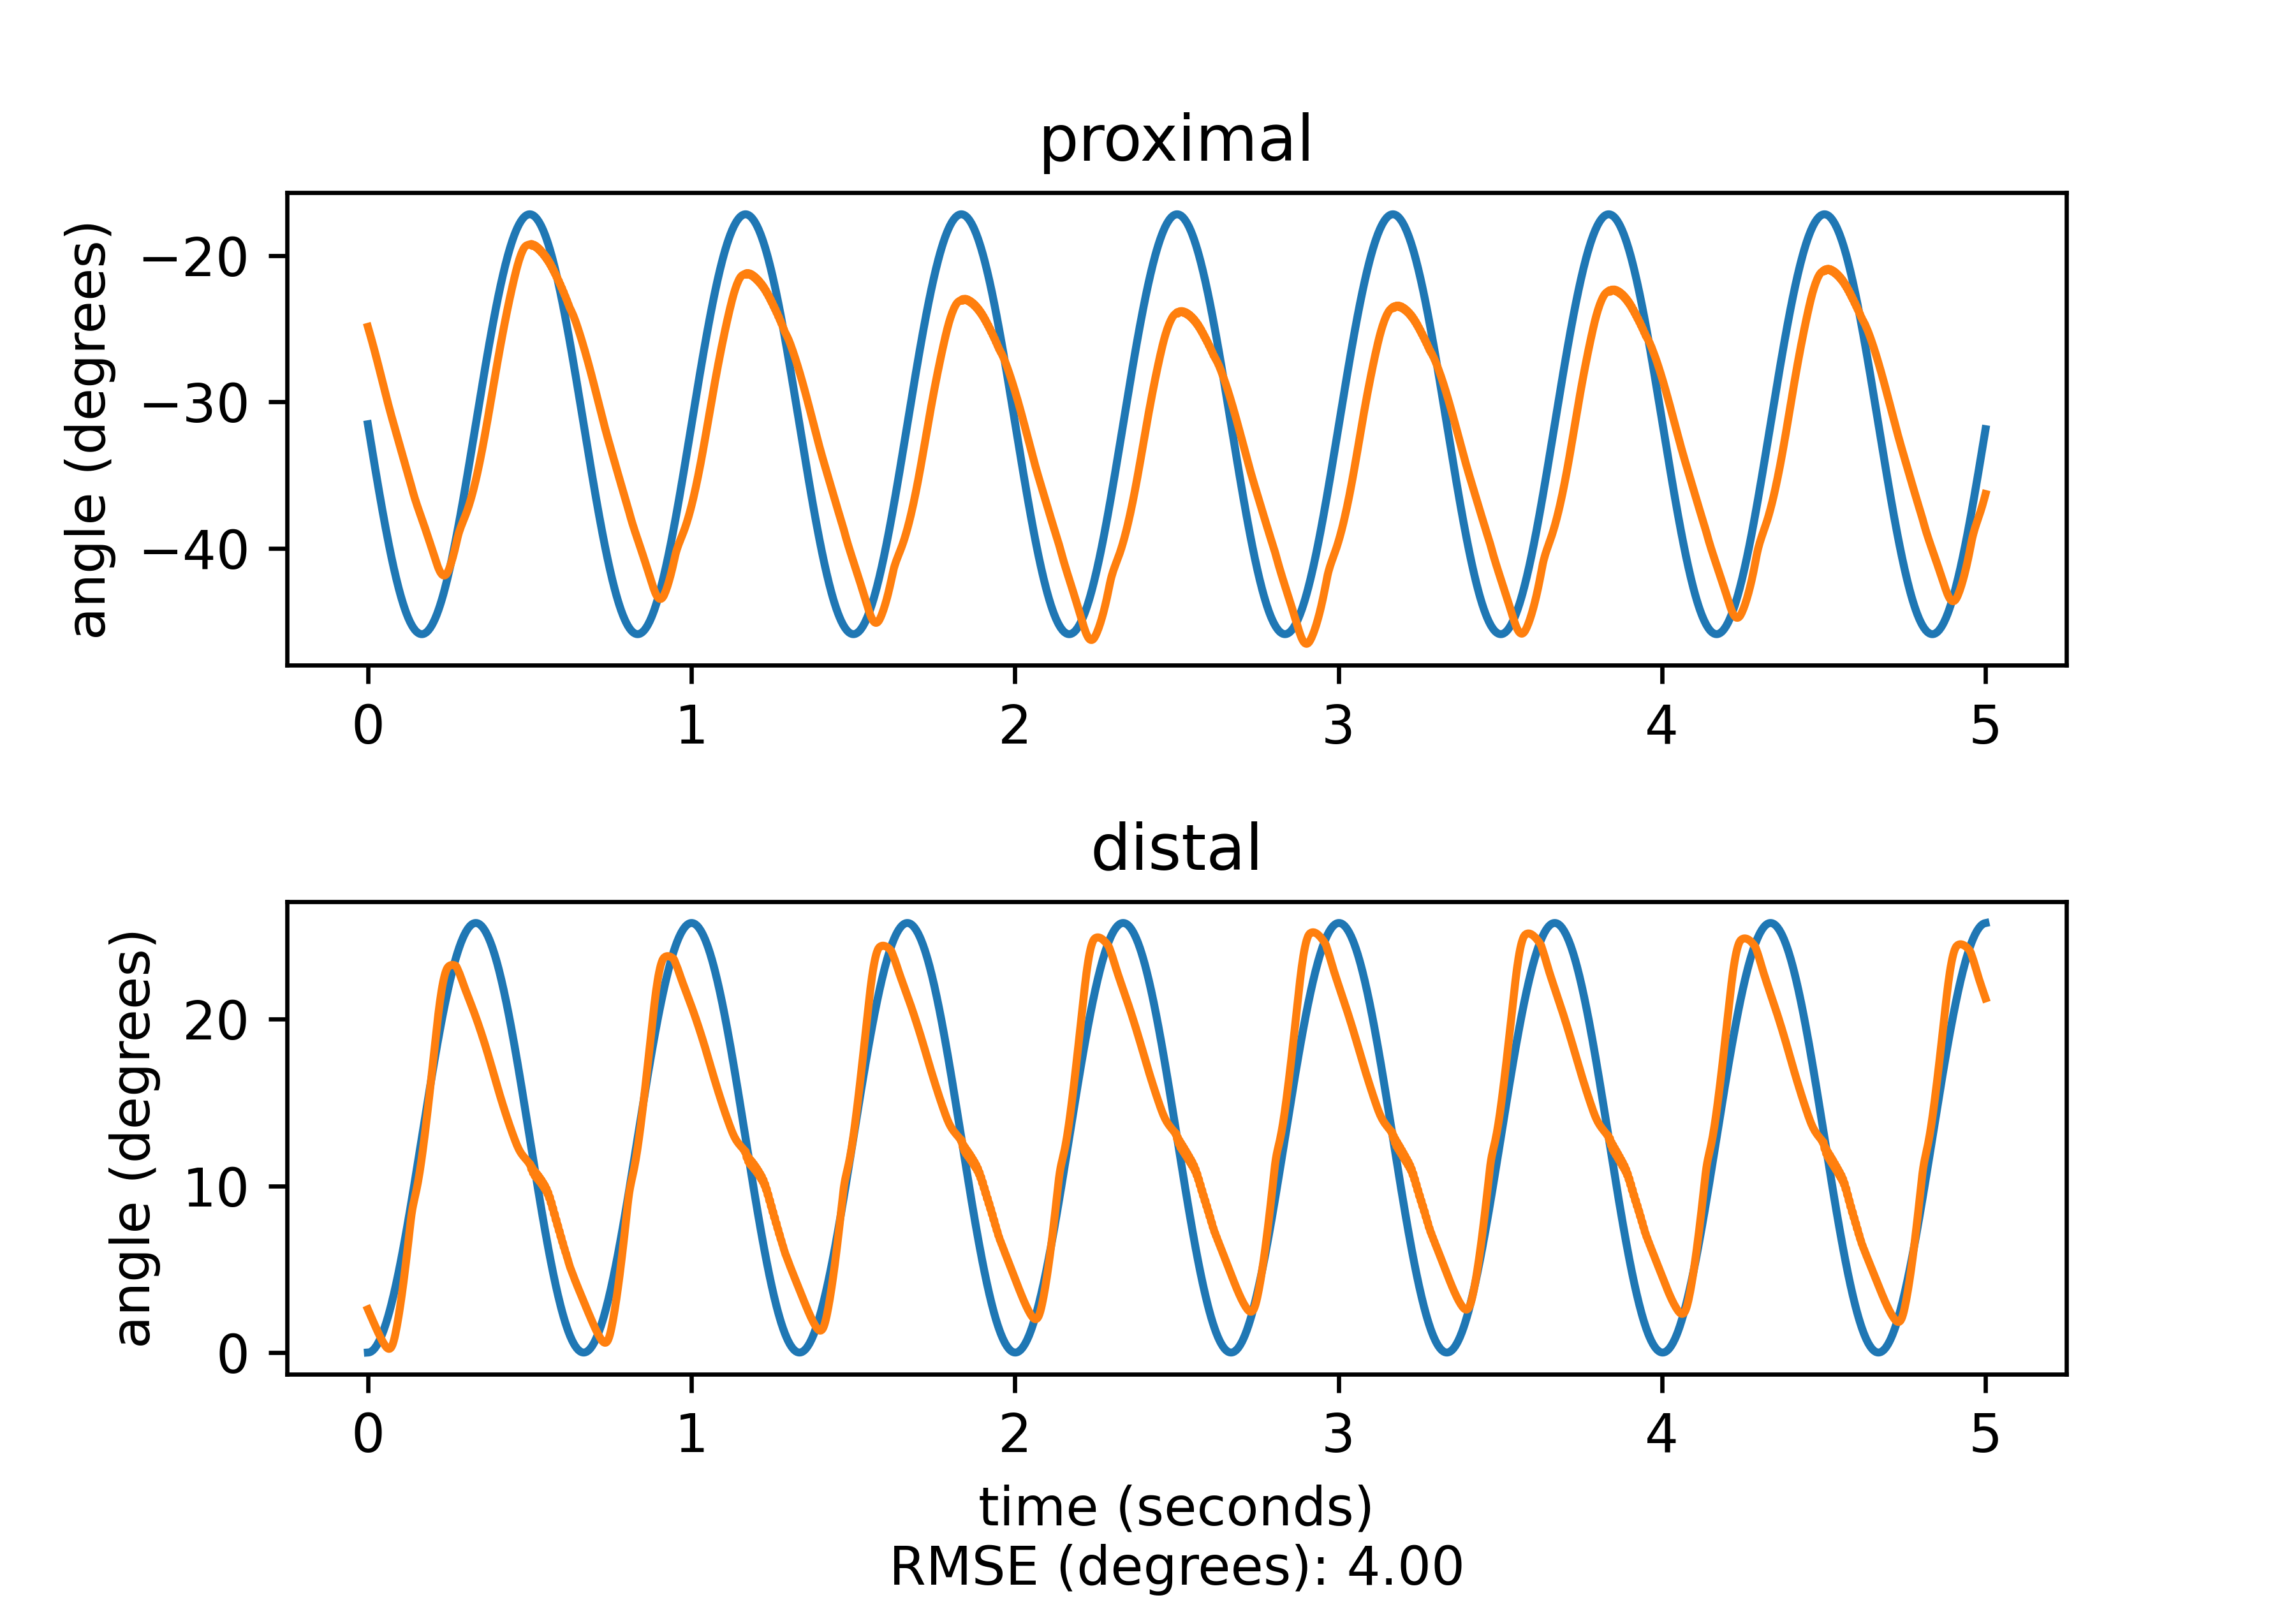 proximal
angle (degrees)
−20
−30
−40
0 1 2 3 4 5
distal
angle (degrees)
20
10
0
0 1 2 3 4 5
time (seconds)
RMSE (degrees): 4.00